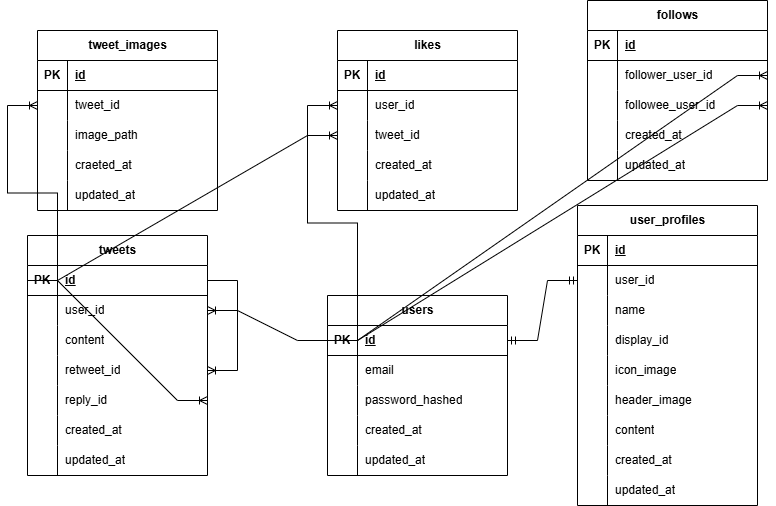 tweet_images
PK id
tweet_id
image_path
craeted_at
updated_at
likes
PK id
user_id
tweet_id
created_at
updated_at
follows
PK id
follower_user_id
followee_user_id
created_at
updated_at
tweets
PK id
user_id
content
retweet_id
reply_id
created_at
updated_at
users
PK id
email
password_hashed
created_at
updated_at
user_profiles
PK id
user_id
name
display_id
icon_image
header_image
content
created_at
updated_at